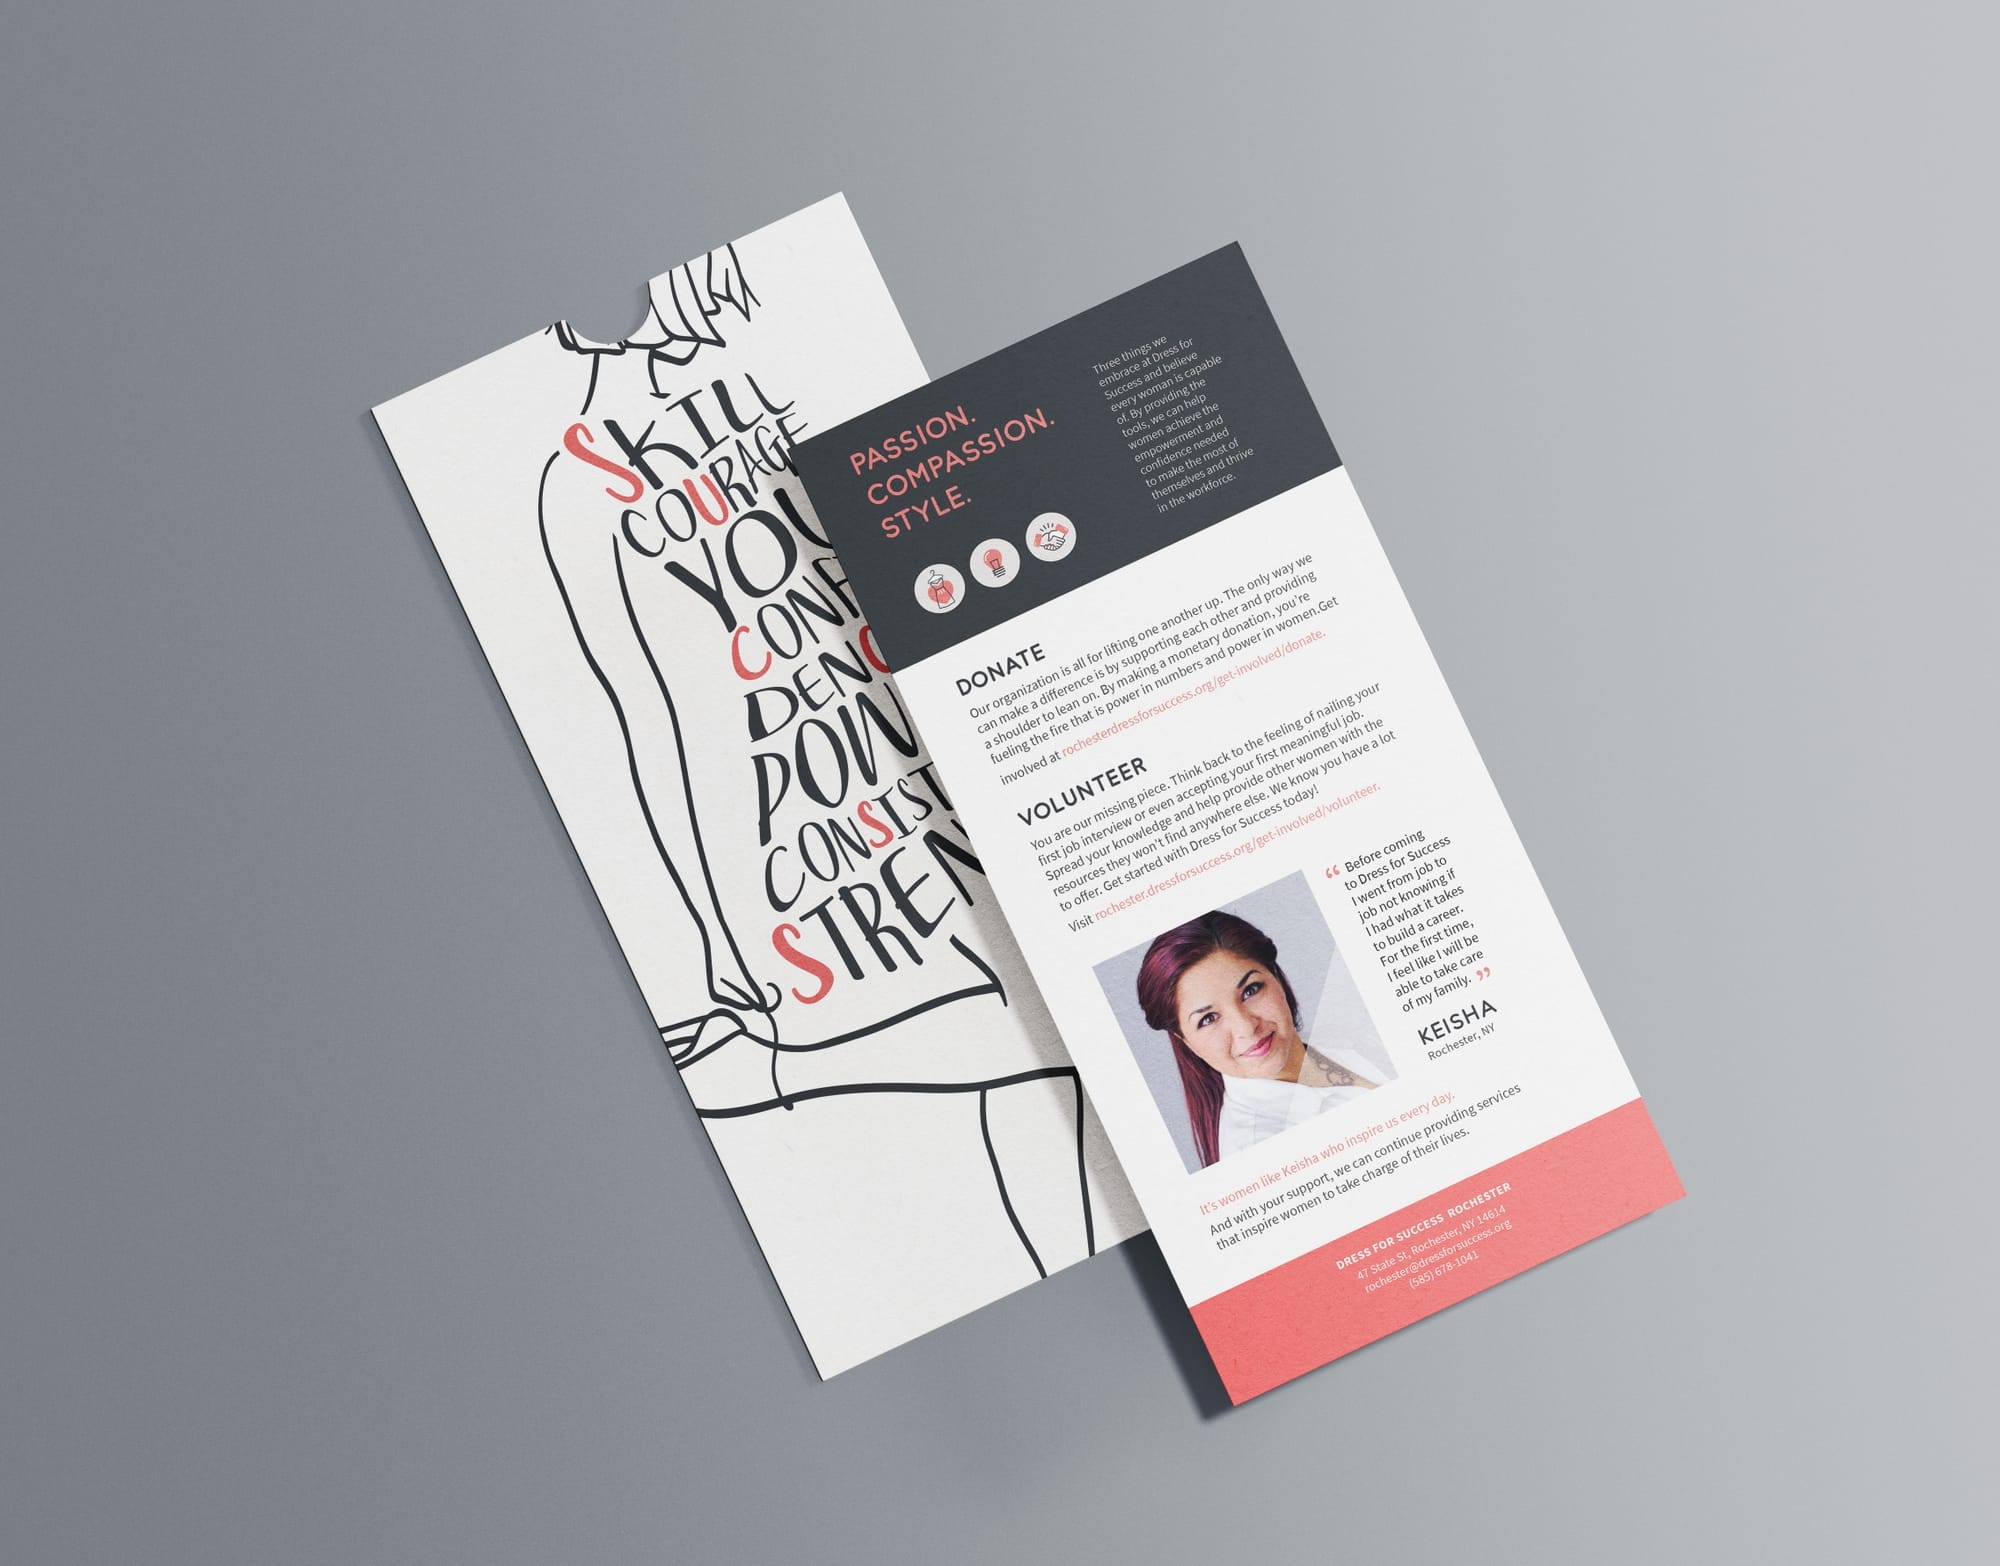 SKILL
COURAGE
YOU
CONF
DENC
POW
CONSIST
STREN
PASSION.
COMPASSION.
STYLE.
Three things we
embrace at Dress for
Success and believe
every woman is capable
of. By providing the
tools, we can help
women achieve the
empowerment and
confidence needed
to make the most of
themselves and thrive
in the workforce.
DONATE
Our organization is all for lifting one another up. The only way we
can make a difference is by supporting each other and providing
a shoulder to lean on. By making a monetary donation, you're
fueling the fire that is power in numbers and power in women.Get
involved at rochesterdressforsuccess.org/get-involved/donate.
VOLUNTEER
You are our missing piece. Think back to the feeling of nailing your
first job interview or even accepting your first meaningful job.
Spread your knowledge and help provide other women with the
resources they won't find anywhere else. We know you have a lot
to offer. Get started with Dress for Success today!
Visit rochester.dressforsuccess.org/get-involved/volunteer.
“ Before coming
to Dress for Success
I went from job to
job not knowing if
I had what it takes
to build a career.
For the first time,
I feel like I will be
able to take care
of my family. ”
KEISHA
Rochester, NY
It's women like Keisha who inspire us every day.
And with your support, we can continue providing services
that inspire women to take charge of their lives.
DRESS FOR SUCCESS ROCHESTER
47 State St, Rochester, NY 14614
rochester@dressforsuccess.org
(585) 678-1041